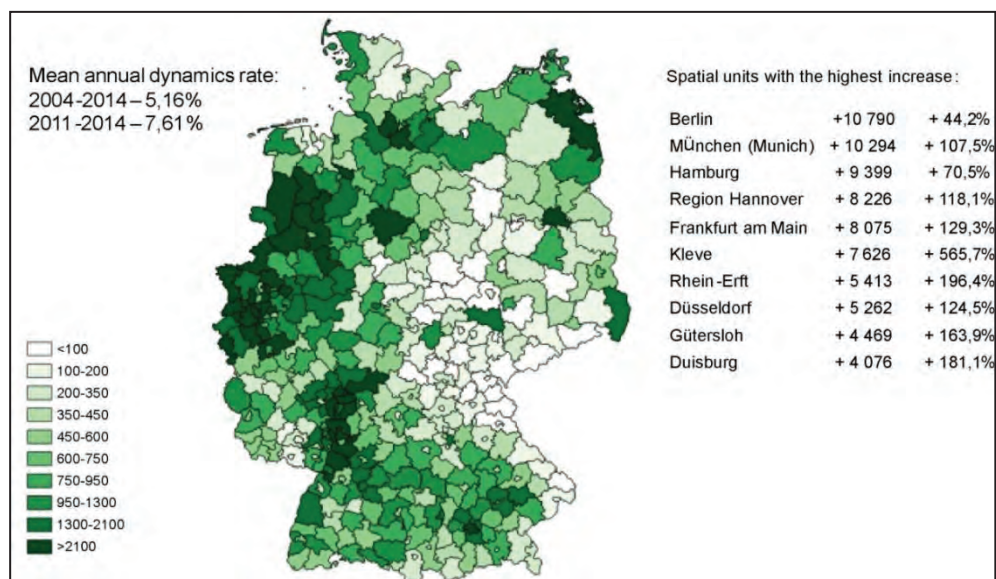 Mean annual dynamics rate:
2004-2014 – 5,16%
2011-2014 – 7,61%
Spatial units with the highest increase:
Berlin +10 790 + 44,2%
München (Munich) + 10 294 + 107,5%
Hamburg + 9 399 + 70,5%
Region Hannover + 8 226 + 118,1%
Frankfurt am Main + 8 075 + 129,3%
Kleve + 7 626 + 565,7%
Rhein-Erft + 5 413 + 196,4%
Düsseldorf + 5 262 + 124,5%
Gütersloh + 4 469 + 163,9%
Duisburg + 4 076 + 181,1%
<100
100-200
200-350
350-450
450-600
600-750
750-950
950-1300
1300-2100
>2100